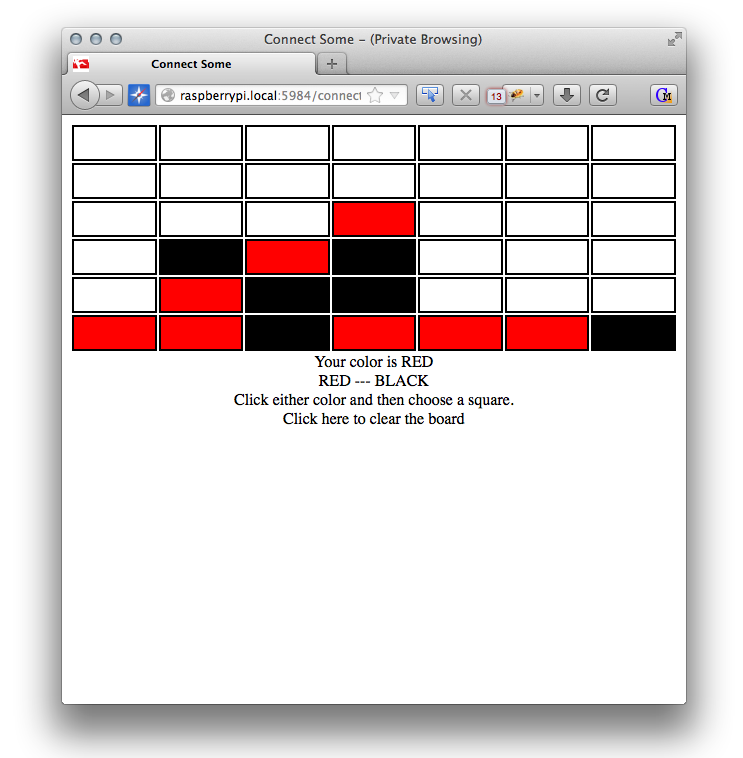 Connect Some – (Private Browsing)
Connect Some
raspberrypi.local:5984/connect
13
Your color is RED
RED --- BLACK
Click either color and then choose a square.
Click here to clear the board